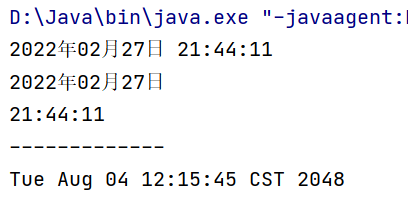 D:\Java\bin\java.exe "-javaagent:
2022年02月27日 21:44:11
2022年02月27日
21:44:11
-------------
Tue Aug 04 12:15:45 CST 2048